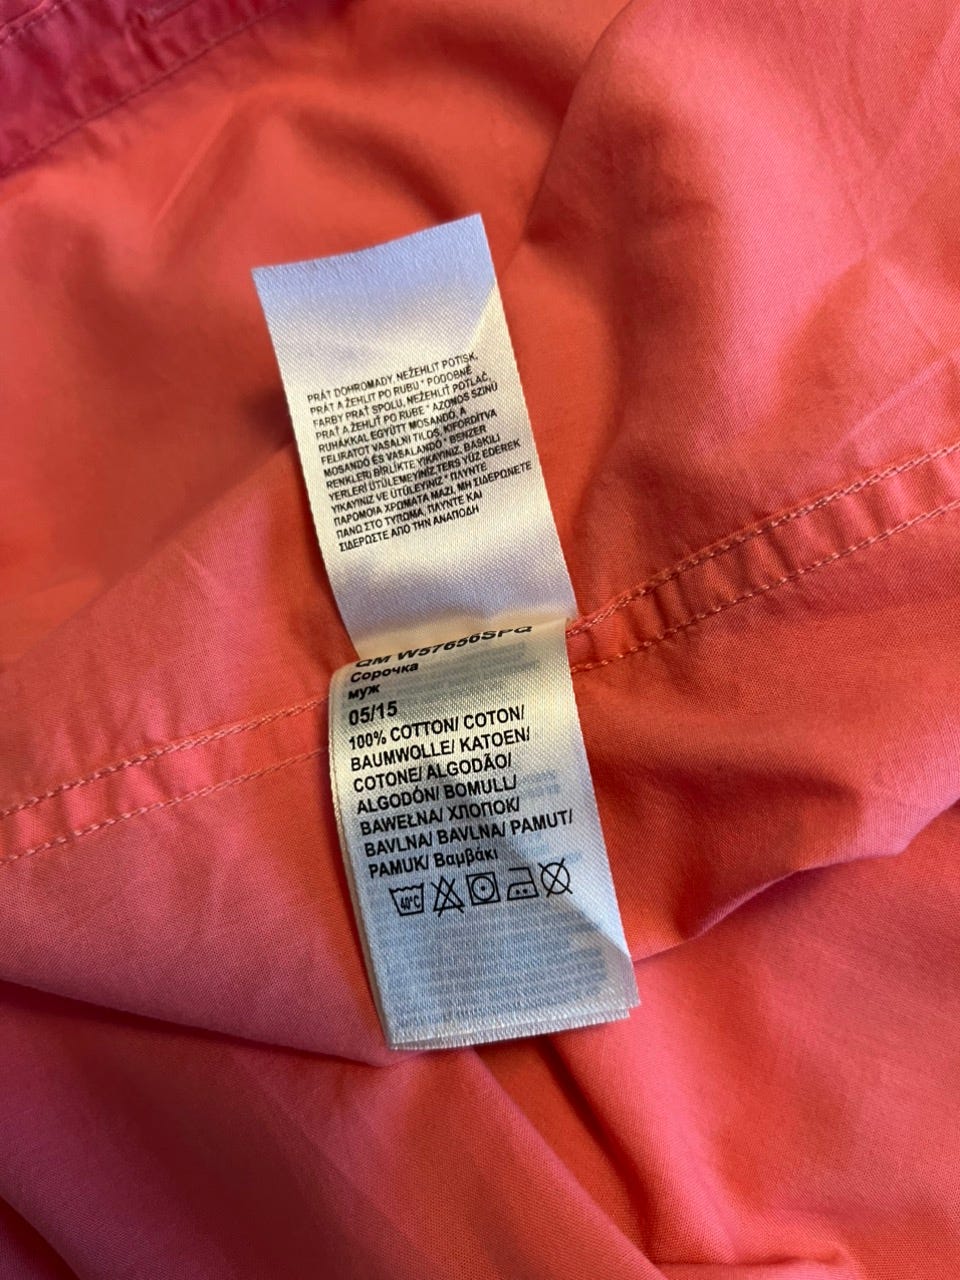 PRÁT DOHROMADY, NEŽEHLIT POTISK,
PRÁT A ŽEHLIT PO RUBU * PODOBNÉ
FARBY PRAŤ SPOLU, NEŽEHLIŤ POTLAČ,
PRAŤ A ŽEHLIŤ PO RUBE * AZONOS SZINÜ
RUHÁKKAL EGYÜTT MOSANDÓ, A
FELIRATOT VASALNI TILOS, KIFORDÍTVA
MOSANDÓ ÉS VASALANDÓ * BENZER
RENKLERI BİRLİKTE YIKAYINIZ, BASKILI
YERLERİ ÜTÜLEMEYİNİZ TERS YÜZ EDEREK
YIKAYINIZ VE ÜTÜLEYINIZ * ΠΛΥΝΤΕ
ΠΑΡΟΜΟΙΑ ΧΡΩΜΑΤΑ ΜΑΖΙ, ΜΗ ΣΙΔΕΡΩΝΕΤΕ
ΠΑΝΩ ΣΤΟ ΤΥΠΩΜΑ, ΠΛΥΝΤΕ ΚΑΙ
ΣΙΔΕΡΩΣΤΕ ΑΠΟ ΤΗΝ ΑΝΑΠΟΔΗ
QM W57656SPQ
Сорочка
муж
05/15
100% COTTON/ COTON/
BAUMWOLLE/ KATOEN/
COTONE/ ALGODÃO/
ALGODÓN/ BOMULL/
BAWEŁNA/ ХЛОПОК/
BAVLNA/ BAVLNA/ PAMUT/
PAMUK/ Βαμβάκι
40°C